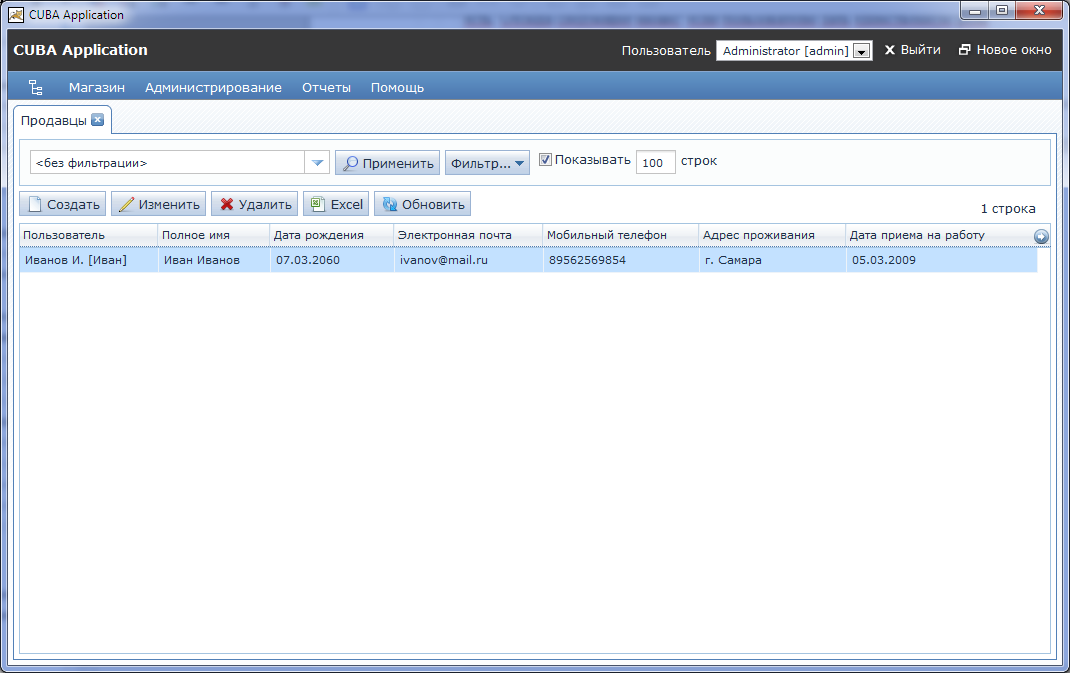 CUBA Application
CUBA Application
Пользователь Administrator [admin] Выйти Новое окно
Магазин Администрирование Отчеты Помощь
Продавцы
<без фильтрации> Применить Фильтр... Показывать 100 строк
Создать Изменить Удалить Excel Обновить 1 строка
Пользователь Полное имя Дата рождения Электронная почта Мобильный телефон Адрес проживания Дата приема на работу
Иванов И. [Иван] Иван Иванов 07.03.2060 ivanov@mail.ru 89562569854 г. Самара 05.03.2009